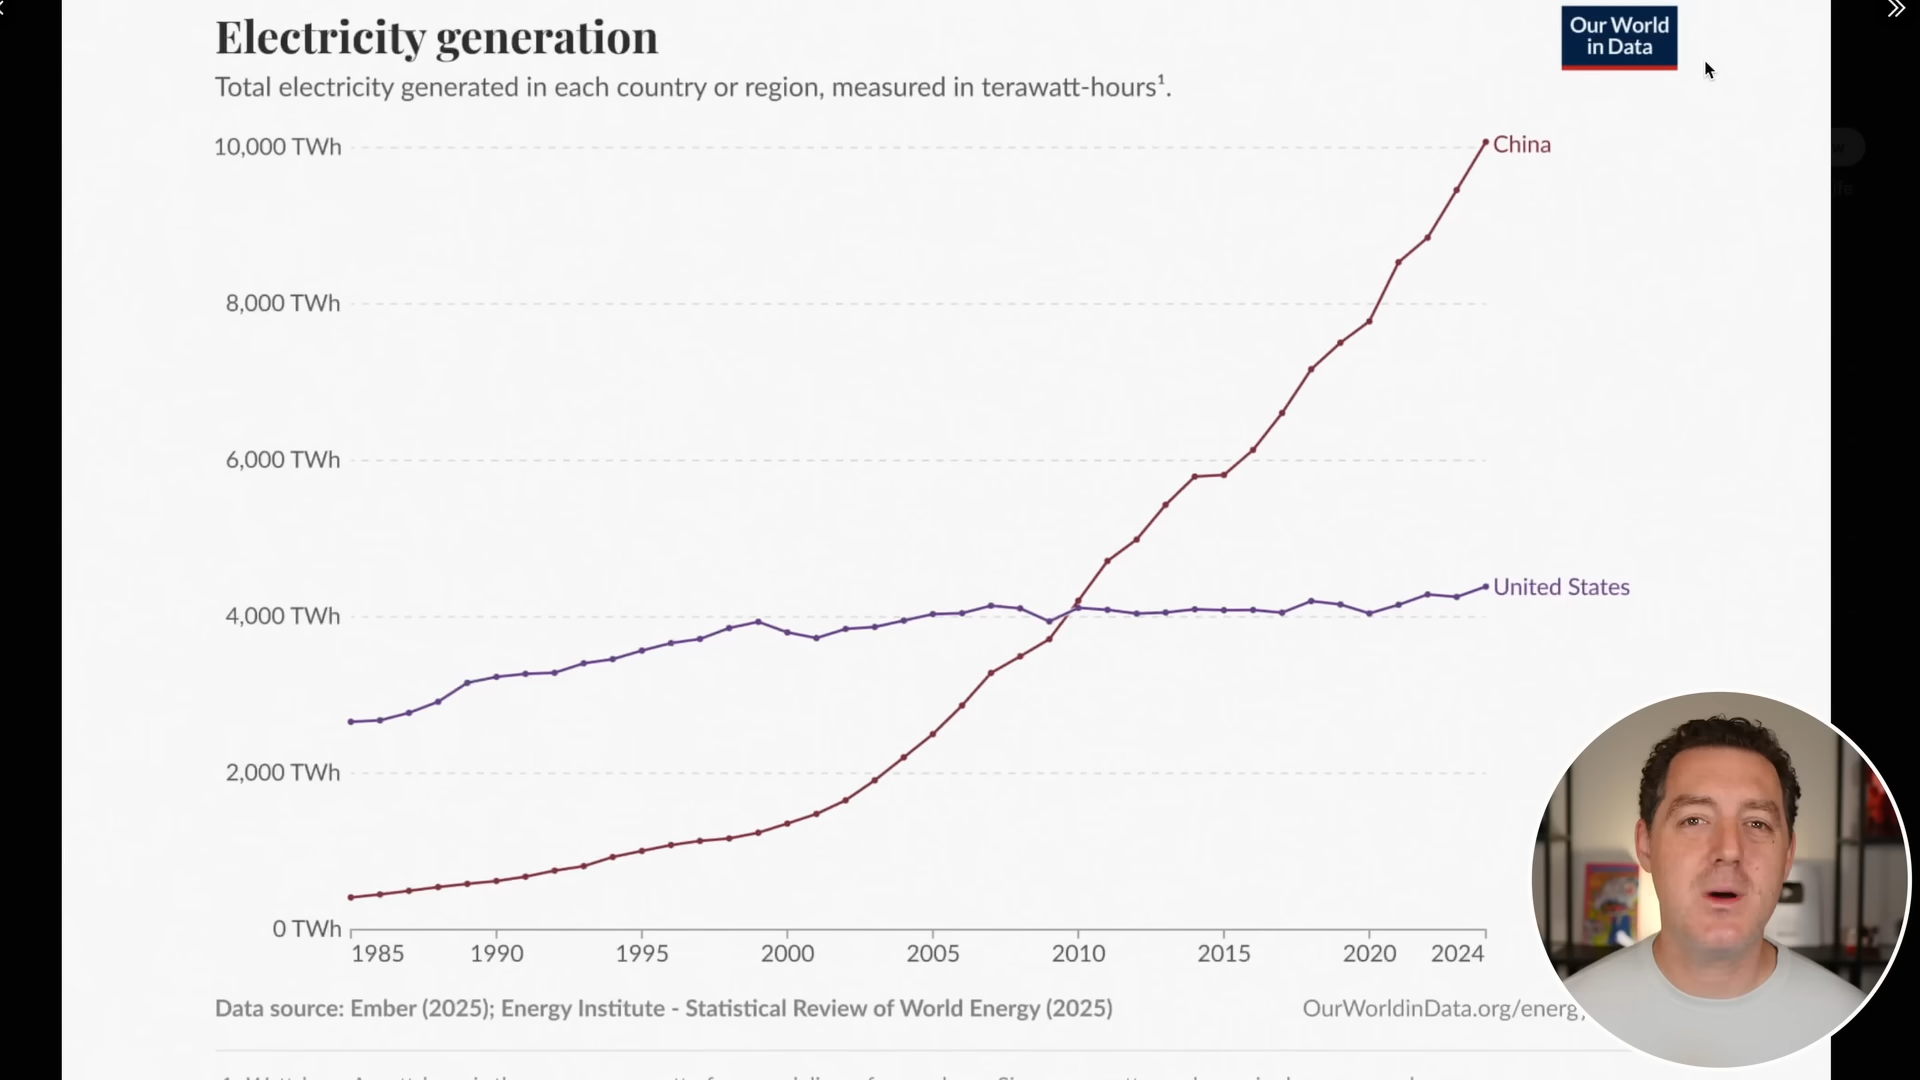 Electricity generation
Our World
in Data
Total electricity generated in each country or region, measured in terawatt-hours¹.
10,000 TWh
China
8,000 TWh
6,000 TWh
United States
4,000 TWh
2,000 TWh
0 TWh
1985 1990 1995 2000 2005 2010 2015 2020 2024
Data source: Ember (2025); Energy Institute - Statistical Review of World Energy (2025)
OurWorldinData.org/energy